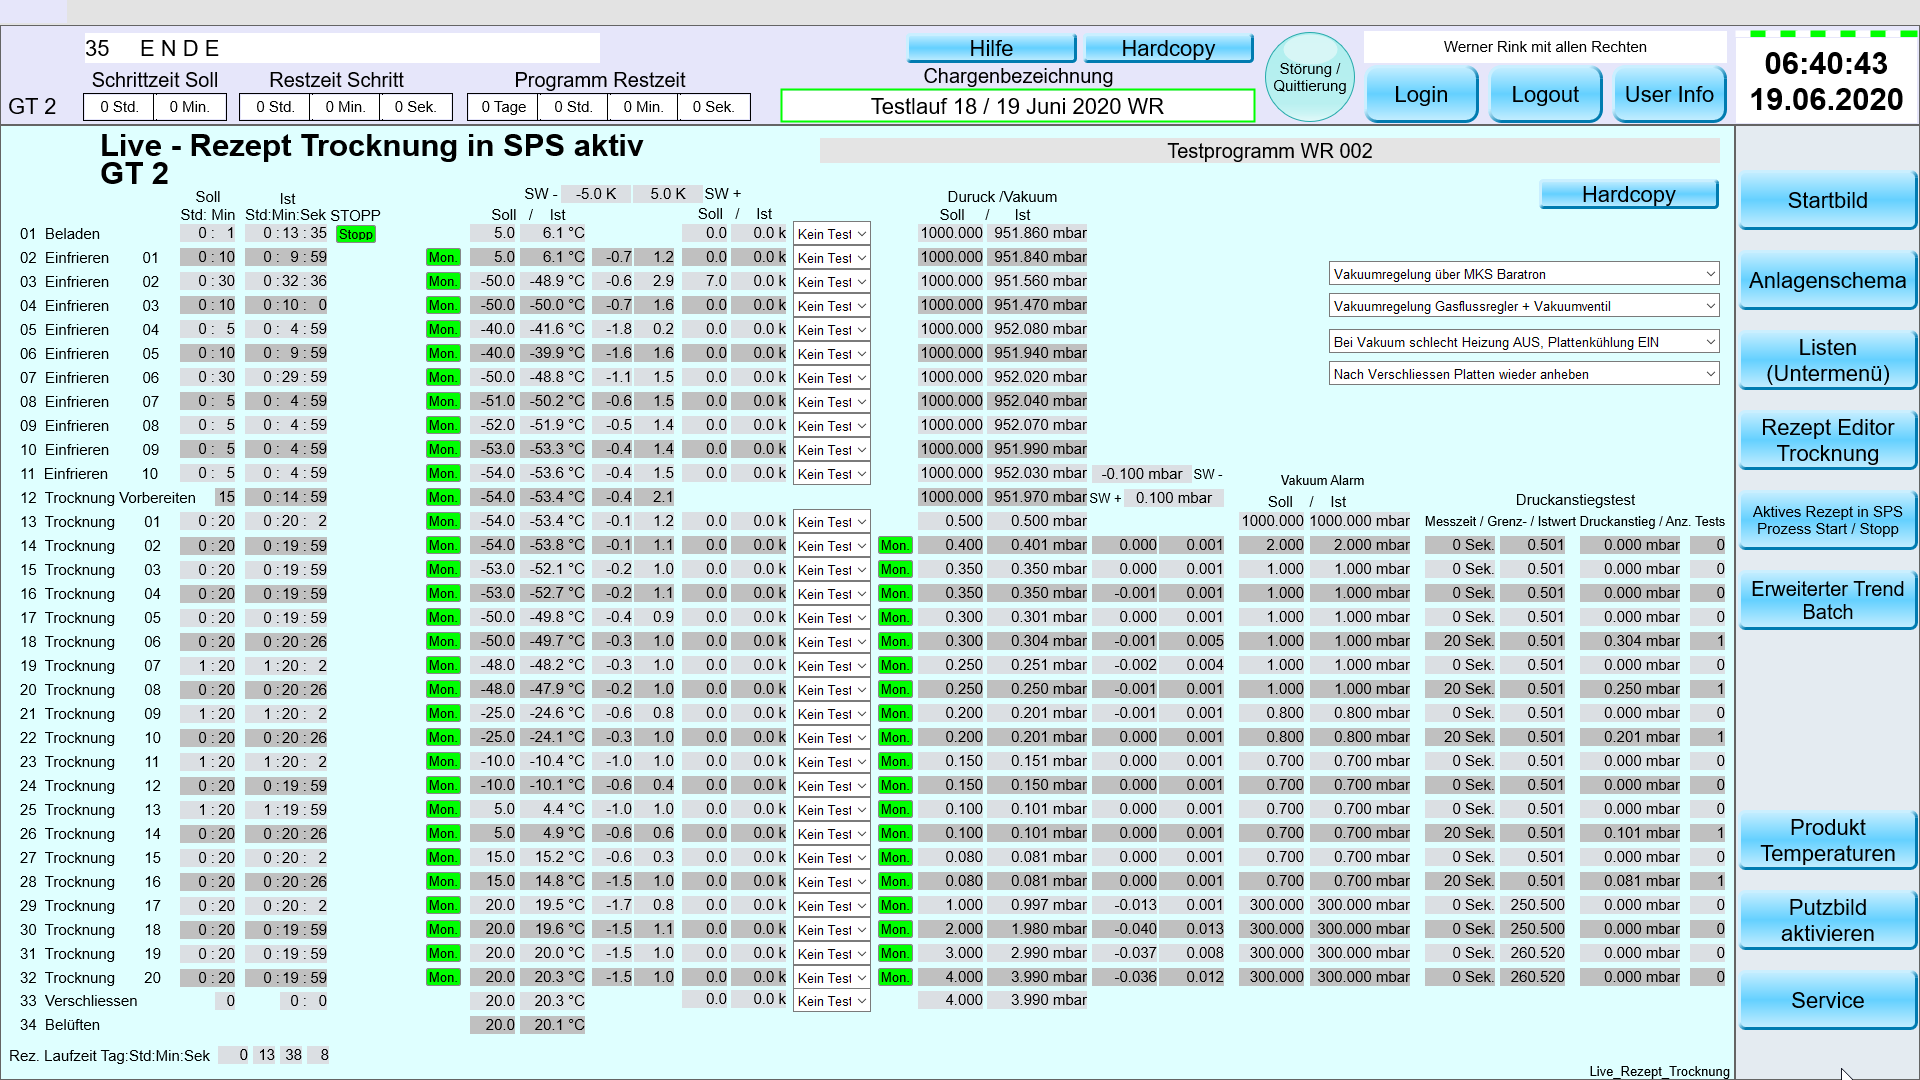 35 E N D E
Hilfe Hardcopy
Störung / Quittierung
Werner Rink mit allen Rechten
06:40:43
19.06.2020
Schrittzeit Soll Restzeit Schritt Programm Restzeit Chargenbezeichnung
Login Logout User Info
GT 2 0 Std. 0 Min. 0 Std. 0 Min. 0 Sek. 0 Tage 0 Std. 0 Min. 0 Sek. Testlauf 18 / 19 Juni 2020 WR
Live - Rezept Trocknung in SPS aktiv
GT 2
Testprogramm WR 002
Hardcopy
SW - -5.0 K 5.0 K SW +
Soll Ist Duruck /Vakuum
Std: Min Std:Min:Sek STOPP Soll / Ist Soll / Ist Soll / Ist
01 Beladen 0 : 1 0 : 13 : 35 Stopp 5.0 6.1 °C 0.0 0.0 k Kein Test 1000.000 951.860 mbar
02 Einfrieren 01 0 : 10 0 : 9 : 59 Mon. 5.0 6.1 °C -0.7 1.2 0.0 0.0 k Kein Test 1000.000 951.840 mbar
03 Einfrieren 02 0 : 30 0 : 32 : 36 Mon. -50.0 -48.9 °C -0.6 2.9 7.0 0.0 k Kein Test 1000.000 951.560 mbar
04 Einfrieren 03 0 : 10 0 : 10 : 0 Mon. -50.0 -50.0 °C -0.7 1.6 0.0 0.0 k Kein Test 1000.000 951.470 mbar
05 Einfrieren 04 0 : 5 0 : 4 : 59 Mon. -40.0 -41.6 °C -1.8 0.2 0.0 0.0 k Kein Test 1000.000 952.080 mbar
06 Einfrieren 05 0 : 10 0 : 9 : 59 Mon. -40.0 -39.9 °C -1.6 1.6 0.0 0.0 k Kein Test 1000.000 951.940 mbar
07 Einfrieren 06 0 : 30 0 : 29 : 59 Mon. -50.0 -48.8 °C -1.1 1.5 0.0 0.0 k Kein Test 1000.000 952.020 mbar
08 Einfrieren 07 0 : 5 0 : 4 : 59 Mon. -51.0 -50.2 °C -0.6 1.5 0.0 0.0 k Kein Test 1000.000 952.040 mbar
09 Einfrieren 08 0 : 5 0 : 4 : 59 Mon. -52.0 -51.9 °C -0.5 1.4 0.0 0.0 k Kein Test 1000.000 952.070 mbar
10 Einfrieren 09 0 : 5 0 : 4 : 59 Mon. -53.0 -53.3 °C -0.4 1.4 0.0 0.0 k Kein Test 1000.000 951.990 mbar
11 Einfrieren 10 0 : 5 0 : 4 : 59 Mon. -54.0 -53.6 °C -0.4 1.5 0.0 0.0 k Kein Test 1000.000 952.030 mbar -0.100 mbar SW -
12 Trocknung Vorbereiten 15 0 : 14 : 59 Mon. -54.0 -53.4 °C -0.4 2.1 1000.000 951.970 mbar SW + 0.100 mbar
Vakuumregelung über MKS Baratron
Vakuumregelung Gasflussregler + Vakuumventil
Bei Vakuum schlecht Heizung AUS, Plattenkühlung EIN
Nach Verschliessen Platten wieder anheben
Vakuum Alarm
Soll / Ist
Druckanstiegstest
Messzeit / Grenz- / Istwert Druckanstieg / Anz. Tests
13 Trocknung 01 0 : 20 0 : 20 : 2 Mon. -54.0 -53.4 °C -0.1 1.2 0.0 0.0 k Kein Test 0.500 0.500 mbar 1000.000 1000.000 mbar
14 Trocknung 02 0 : 20 0 : 19 : 59 Mon. -54.0 -53.8 °C -0.1 1.1 0.0 0.0 k Kein Test Mon. 0.400 0.401 mbar 0.000 0.001 2.000 2.000 mbar 0 Sek. 0.501 0.000 mbar 0
15 Trocknung 03 0 : 20 0 : 19 : 59 Mon. -53.0 -52.1 °C -0.2 1.0 0.0 0.0 k Kein Test Mon. 0.350 0.350 mbar 0.000 0.001 1.000 1.000 mbar 0 Sek. 0.501 0.000 mbar 0
16 Trocknung 04 0 : 20 0 : 19 : 59 Mon. -53.0 -52.7 °C -0.2 1.1 0.0 0.0 k Kein Test Mon. 0.350 0.350 mbar -0.001 0.001 1.000 1.000 mbar 0 Sek. 0.501 0.000 mbar 0
17 Trocknung 05 0 : 20 0 : 19 : 59 Mon. -50.0 -49.8 °C -0.4 0.9 0.0 0.0 k Kein Test Mon. 0.300 0.301 mbar 0.000 0.001 1.000 1.000 mbar 0 Sek. 0.501 0.000 mbar 0
18 Trocknung 06 0 : 20 0 : 20 : 26 Mon. -50.0 -49.7 °C -0.3 1.0 0.0 0.0 k Kein Test Mon. 0.300 0.304 mbar -0.001 0.005 1.000 1.000 mbar 20 Sek. 0.501 0.304 mbar 1
19 Trocknung 07 1 : 20 1 : 20 : 2 Mon. -48.0 -48.2 °C -0.3 1.0 0.0 0.0 k Kein Test Mon. 0.250 0.251 mbar -0.002 0.004 1.000 1.000 mbar 0 Sek. 0.501 0.000 mbar 0
20 Trocknung 08 0 : 20 0 : 20 : 26 Mon. -48.0 -47.9 °C -0.2 1.0 0.0 0.0 k Kein Test Mon. 0.250 0.250 mbar -0.001 0.001 1.000 1.000 mbar 20 Sek. 0.501 0.250 mbar 1
21 Trocknung 09 1 : 20 1 : 20 : 2 Mon. -25.0 -24.6 °C -0.6 0.8 0.0 0.0 k Kein Test Mon. 0.200 0.201 mbar -0.001 0.001 0.800 0.800 mbar 0 Sek. 0.501 0.000 mbar 0
22 Trocknung 10 0 : 20 0 : 20 : 26 Mon. -25.0 -24.1 °C -0.3 1.0 0.0 0.0 k Kein Test Mon. 0.200 0.201 mbar 0.000 0.001 0.800 0.800 mbar 20 Sek. 0.501 0.201 mbar 1
23 Trocknung 11 1 : 20 1 : 20 : 2 Mon. -10.0 -10.4 °C -1.0 1.0 0.0 0.0 k Kein Test Mon. 0.150 0.151 mbar 0.000 0.001 0.700 0.700 mbar 0 Sek. 0.501 0.000 mbar 0
24 Trocknung 12 0 : 20 0 : 19 : 59 Mon. -10.0 -10.1 °C -0.6 0.4 0.0 0.0 k Kein Test Mon. 0.150 0.150 mbar 0.000 0.001 0.700 0.700 mbar 0 Sek. 0.501 0.000 mbar 0
25 Trocknung 13 1 : 20 1 : 19 : 59 Mon. 5.0 4.4 °C -1.0 1.0 0.0 0.0 k Kein Test Mon. 0.100 0.101 mbar 0.000 0.001 0.700 0.700 mbar 0 Sek. 0.501 0.000 mbar 0
26 Trocknung 14 0 : 20 0 : 20 : 26 Mon. 5.0 4.9 °C -0.6 0.6 0.0 0.0 k Kein Test Mon. 0.100 0.101 mbar 0.000 0.001 0.700 0.700 mbar 20 Sek. 0.501 0.101 mbar 1
27 Trocknung 15 0 : 20 0 : 20 : 2 Mon. 15.0 15.2 °C -0.6 0.3 0.0 0.0 k Kein Test Mon. 0.080 0.081 mbar 0.000 0.001 0.700 0.700 mbar 0 Sek. 0.501 0.000 mbar 0
28 Trocknung 16 0 : 20 0 : 20 : 26 Mon. 15.0 14.8 °C -1.5 1.0 0.0 0.0 k Kein Test Mon. 0.080 0.081 mbar 0.000 0.001 0.700 0.700 mbar 20 Sek. 0.501 0.081 mbar 1
29 Trocknung 17 0 : 20 0 : 20 : 2 Mon. 20.0 19.5 °C -1.7 0.8 0.0 0.0 k Kein Test Mon. 1.000 0.997 mbar -0.013 0.001 300.000 300.000 mbar 0 Sek. 250.500 0.000 mbar 0
30 Trocknung 18 0 : 20 0 : 19 : 59 Mon. 20.0 19.6 °C -1.5 1.1 0.0 0.0 k Kein Test Mon. 2.000 1.980 mbar -0.040 0.013 300.000 300.000 mbar 0 Sek. 250.500 0.000 mbar 0
31 Trocknung 19 0 : 20 0 : 19 : 59 Mon. 20.0 20.0 °C -1.5 1.0 0.0 0.0 k Kein Test Mon. 3.000 2.990 mbar -0.037 0.008 300.000 300.000 mbar 0 Sek. 260.520 0.000 mbar 0
32 Trocknung 20 0 : 20 0 : 19 : 59 Mon. 20.0 20.3 °C -1.5 1.0 0.0 0.0 k Kein Test Mon. 4.000 3.990 mbar -0.036 0.012 300.000 300.000 mbar 0 Sek. 260.520 0.000 mbar 0
33 Verschliessen 0 0 : 0 20.0 20.3 °C 0.0 0.0 k Kein Test 4.000 3.990 mbar
34 Belüften 20.0 20.1 °C
Rez. Laufzeit Tag:Std:Min:Sek 0 13 38 8
Live_Rezept_Trocknung
Startbild
Anlagenschema
Listen
(Untermenü)
Rezept Editor
Trocknung
Aktives Rezept in SPS
Prozess Start / Stopp
Erweiterter Trend
Batch
Produkt
Temperaturen
Putzbild
aktivieren
Service